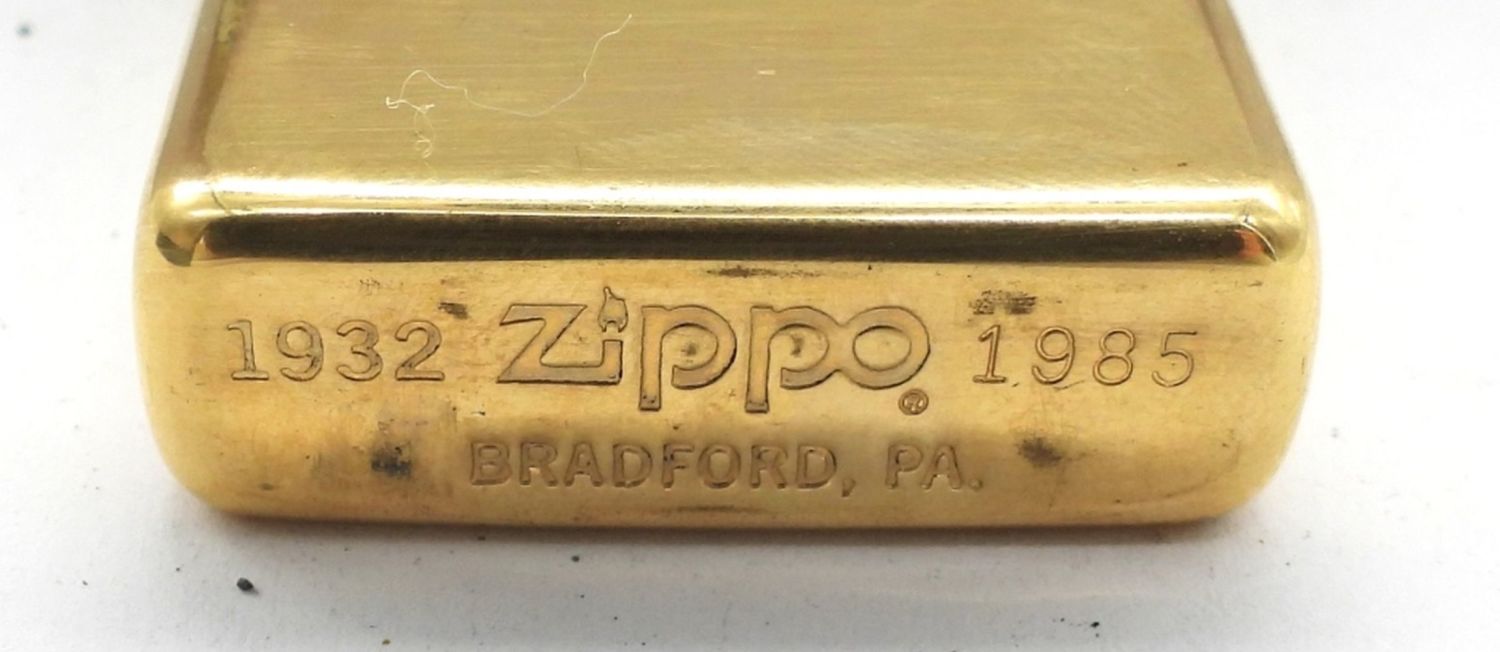 1932 Zippo ® 1985
BRADFORD, PA.